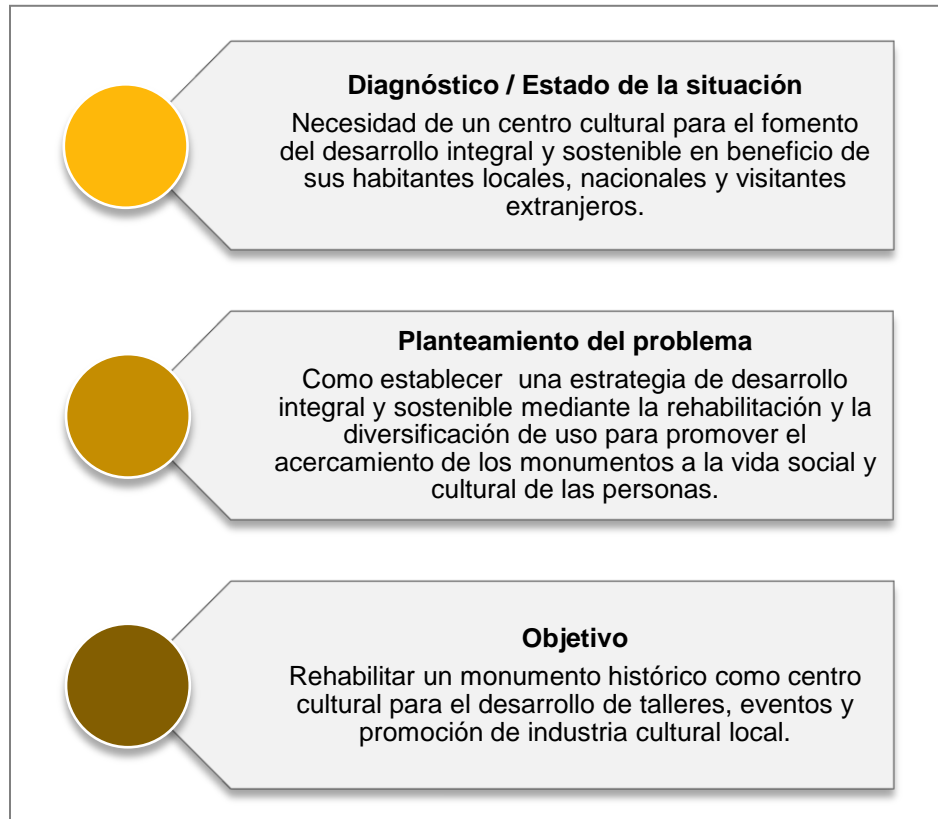 Diagnóstico / Estado de la situación
Necesidad de un centro cultural para el fomento
del desarrollo integral y sostenible en beneficio de
sus habitantes locales, nacionales y visitantes
extranjeros.
Planteamiento del problema
Como establecer  una estrategia de desarrollo
integral y sostenible mediante la rehabilitación y la
diversificación de uso para promover el
acercamiento de los monumentos a la vida social y
cultural de las personas.
Objetivo
Rehabilitar un monumento histórico como centro
cultural para el desarrollo de talleres, eventos y
promoción de industria cultural local.